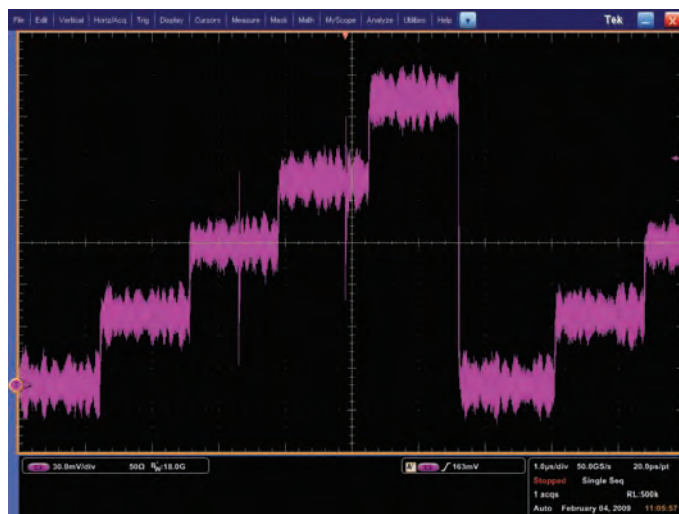 File Edit Vertical Horiz/Acq Trig Display Cursors Measure Mask Math MyScope Analyze Utilities Help Tek X
30.0mV/div 50Ω BW:18.0G
A' 163mV
1.0µs/div 50.0GS/s 20.0ps/pt
Stopped Single Seq
1 acqs RL:500k
Auto February 04, 2009 11:05:57